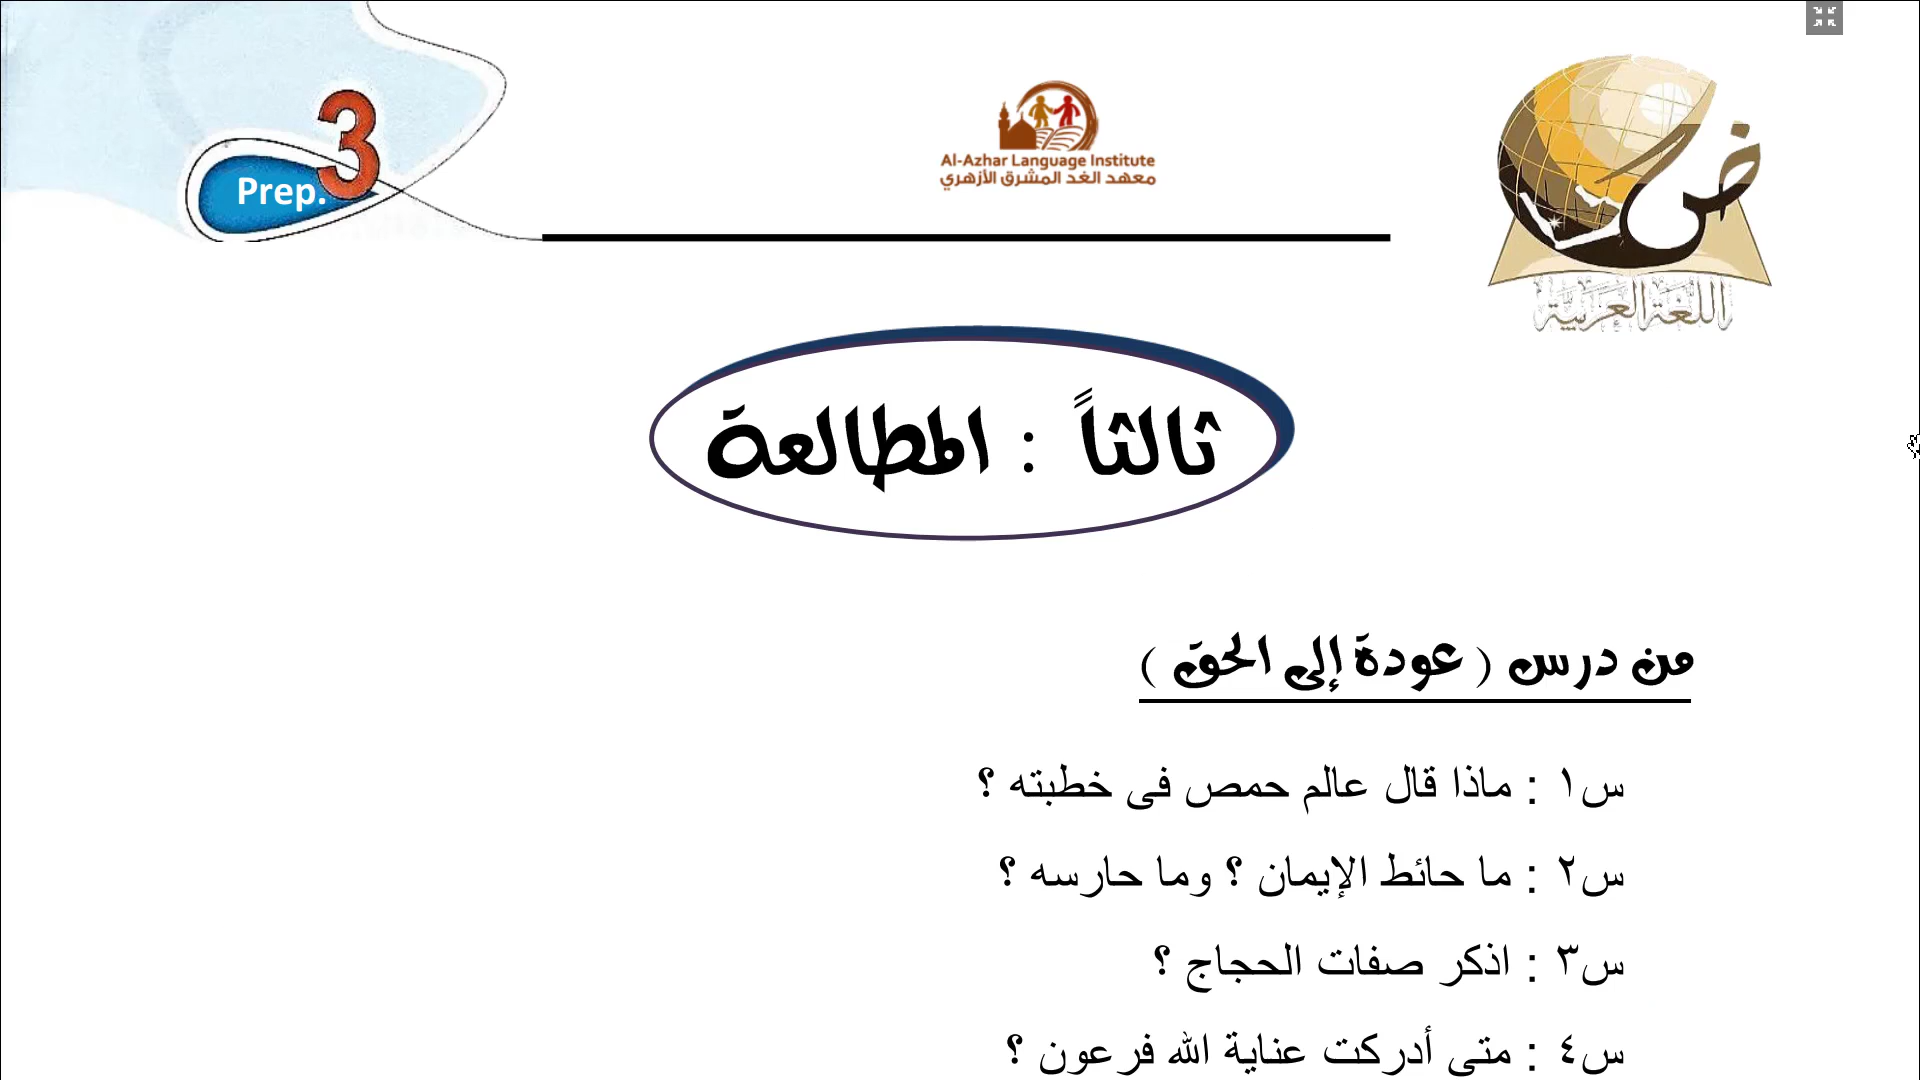 Prep.3
Al-Azhar Language Institute
معهد الغد المشرق الأزهري
ض
اللغة العربية
ثالثاً : المطالعة
من درس ( عودة إلى الحق )
س١ : ماذا قال عالم حمص فى خطبته ؟
س٢ : ما حائط الإيمان ؟ وما حارسه ؟
س٣ : اذكر صفات الحجاج ؟
س٤ : متى أدركت عناية الله فرعون ؟